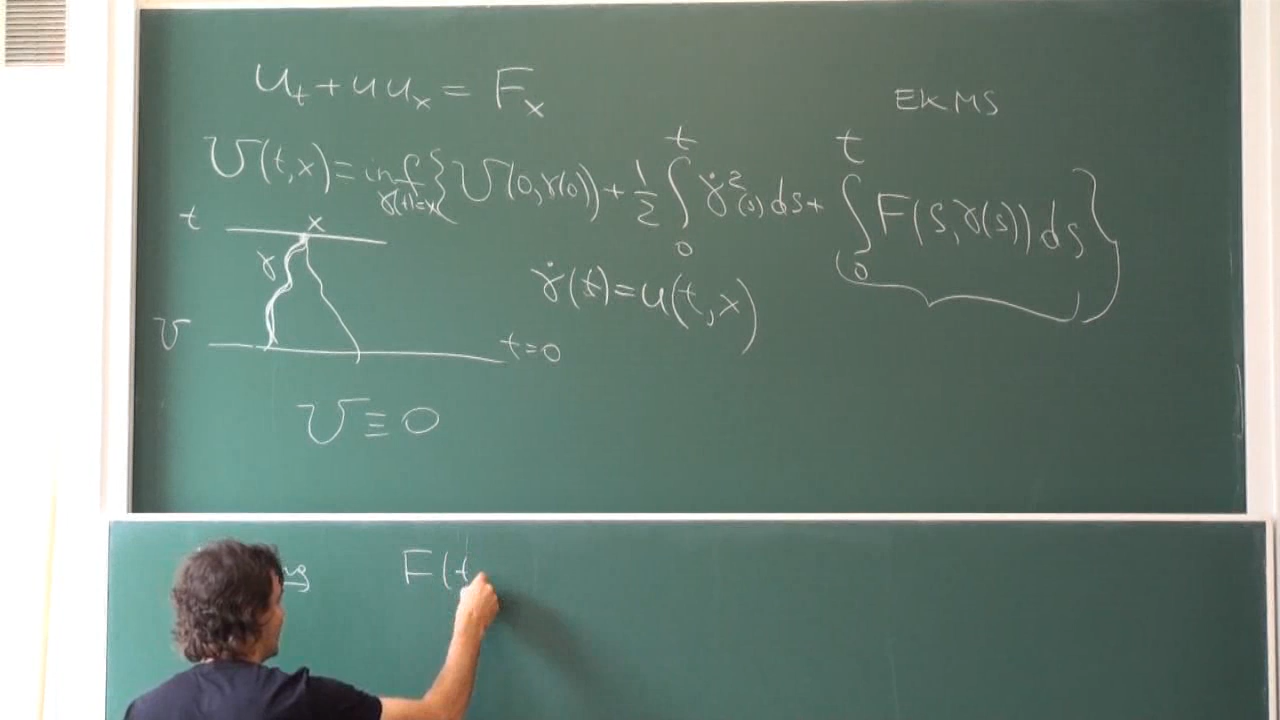 u_t + u u_x = F_x
EKMS
U(t,x) = inf_{γ(t)=x} { U(0,γ(0)) + 1/2 ∫_0^t γ̇²(s) ds + ∫_0^t F(s,γ(s)) ds }
t x
γ
γ̇(t) = u(t,x)
U t=0
U ≡ 0
F(t